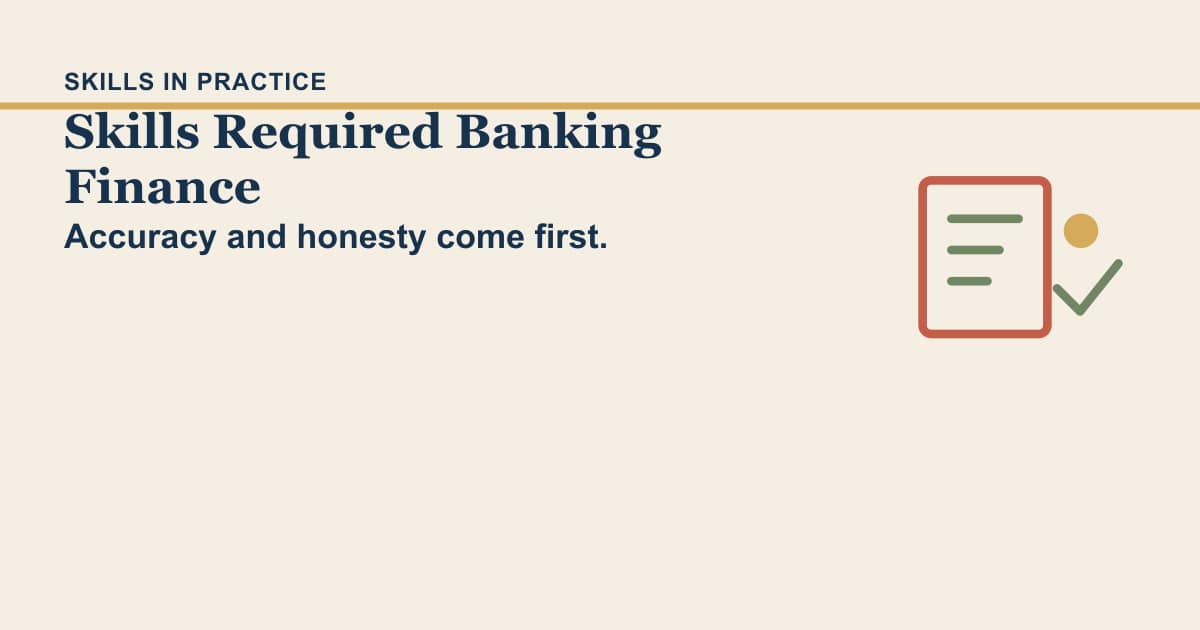 SKILLS IN PRACTICE
Skills Required Banking
Finance
Accuracy and honesty come first.